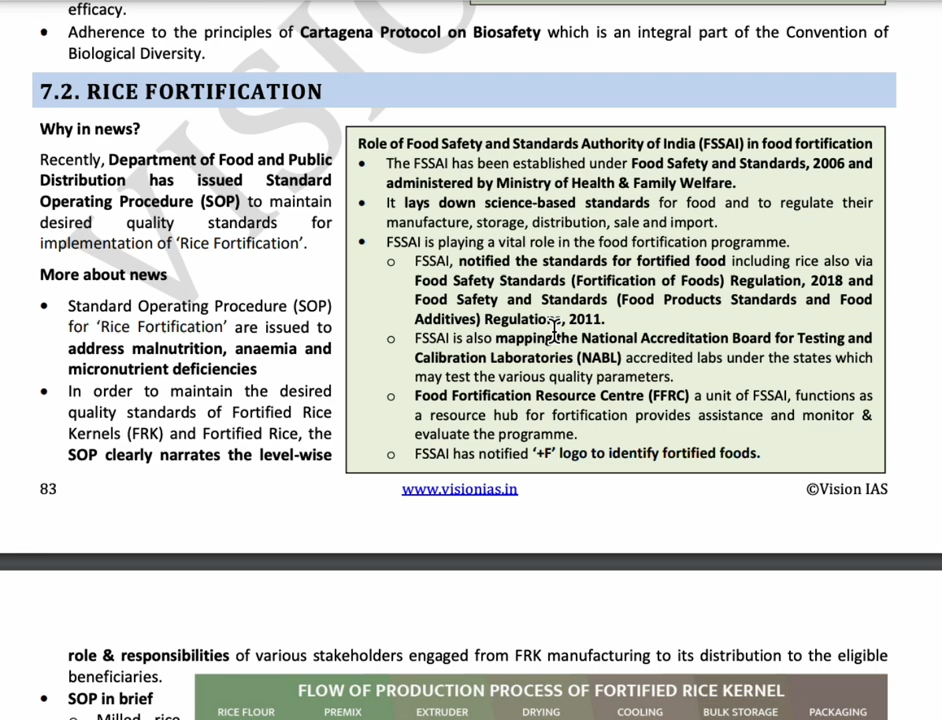 efficacy.
• Adherence to the principles of Cartagena Protocol on Biosafety which is an integral part of the Convention of
Biological Diversity.
7.2. RICE FORTIFICATION
Why in news?
Recently, Department of Food and Public
Distribution has issued Standard
Operating Procedure (SOP) to maintain
desired quality standards for
implementation of ‘Rice Fortification’.
More about news
• Standard Operating Procedure (SOP)
for ‘Rice Fortification’ are issued to
address malnutrition, anaemia and
micronutrient deficiencies
• In order to maintain the desired
quality standards of Fortified Rice
Kernels (FRK) and Fortified Rice, the
SOP clearly narrates the level-wise
Role of Food Safety and Standards Authority of India (FSSAI) in food fortification
• The FSSAI has been established under Food Safety and Standards, 2006 and
administered by Ministry of Health & Family Welfare.
• It lays down science-based standards for food and to regulate their
manufacture, storage, distribution, sale and import.
• FSSAI is playing a vital role in the food fortification programme.
o FSSAI, notified the standards for fortified food including rice also via
Food Safety Standards (Fortification of Foods) Regulation, 2018 and
Food Safety and Standards (Food Products Standards and Food
Additives) Regulations, 2011.
o FSSAI is also mapping the National Accreditation Board for Testing and
Calibration Laboratories (NABL) accredited labs under the states which
may test the various quality parameters.
o Food Fortification Resource Centre (FFRC) a unit of FSSAI, functions as
a resource hub for fortification provides assistance and monitor &
evaluate the programme.
o FSSAI has notified ‘+F’ logo to identify fortified foods.
83
www.visionias.in
©Vision IAS
role & responsibilities of various stakeholders engaged from FRK manufacturing to its distribution to the eligible
beneficiaries.
• SOP in brief
o Milled rice
FLOW OF PRODUCTION PROCESS OF FORTIFIED RICE KERNEL
RICE FLOUR PREMIX EXTRUDER DRYING COOLING BULK STORAGE PACKAGING
VISIO